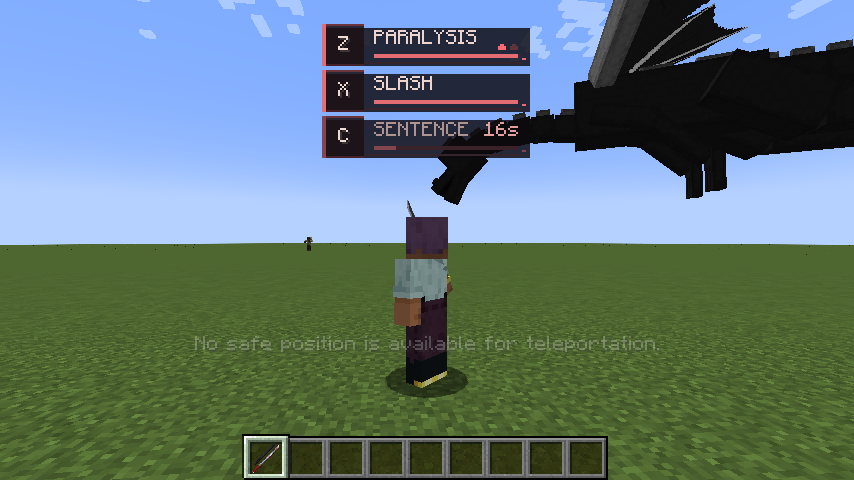 Z PARALYSIS
X SLASH
C SENTENCE 16s
No safe position is available for teleportation.